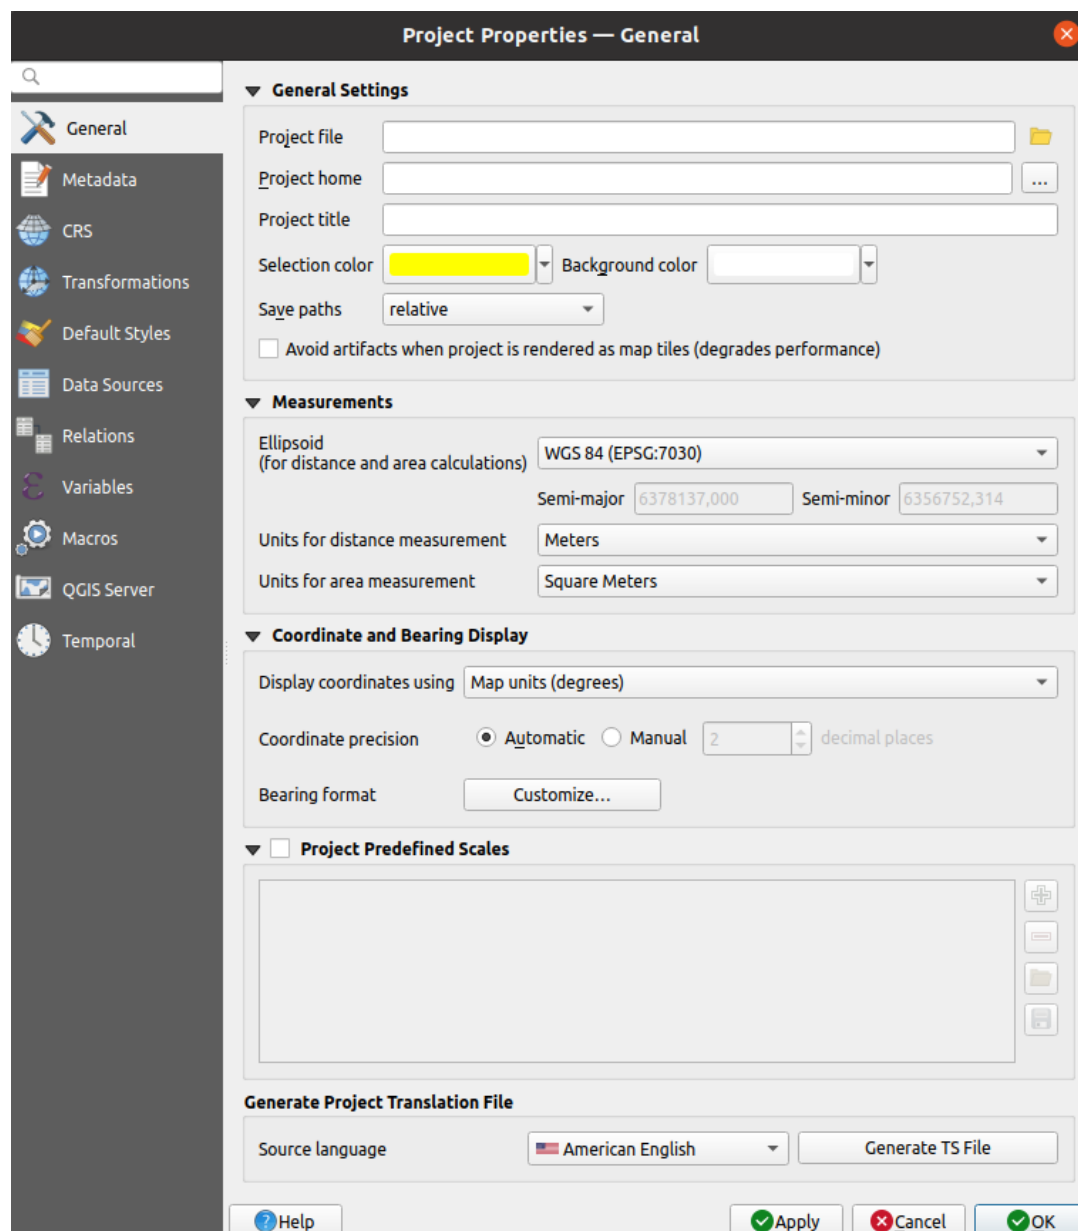 Project Properties — General
General
Metadata
CRS
Transformations
Default Styles
Data Sources
Relations
Variables
Macros
QGIS Server
Temporal
General Settings
Project file
Project home ...
Project title
Selection color Background color
Save paths relative
Avoid artifacts when project is rendered as map tiles (degrades performance)
Measurements
Ellipsoid
(for distance and area calculations) WGS 84 (EPSG:7030)
Semi-major 6378137,000 Semi-minor 6356752,314
Units for distance measurement Meters
Units for area measurement Square Meters
Coordinate and Bearing Display
Display coordinates using Map units (degrees)
Coordinate precision Automatic Manual 2 decimal places
Bearing format Customize...
Project Predefined Scales
Generate Project Translation File
Source language American English Generate TS File
Help Apply Cancel OK